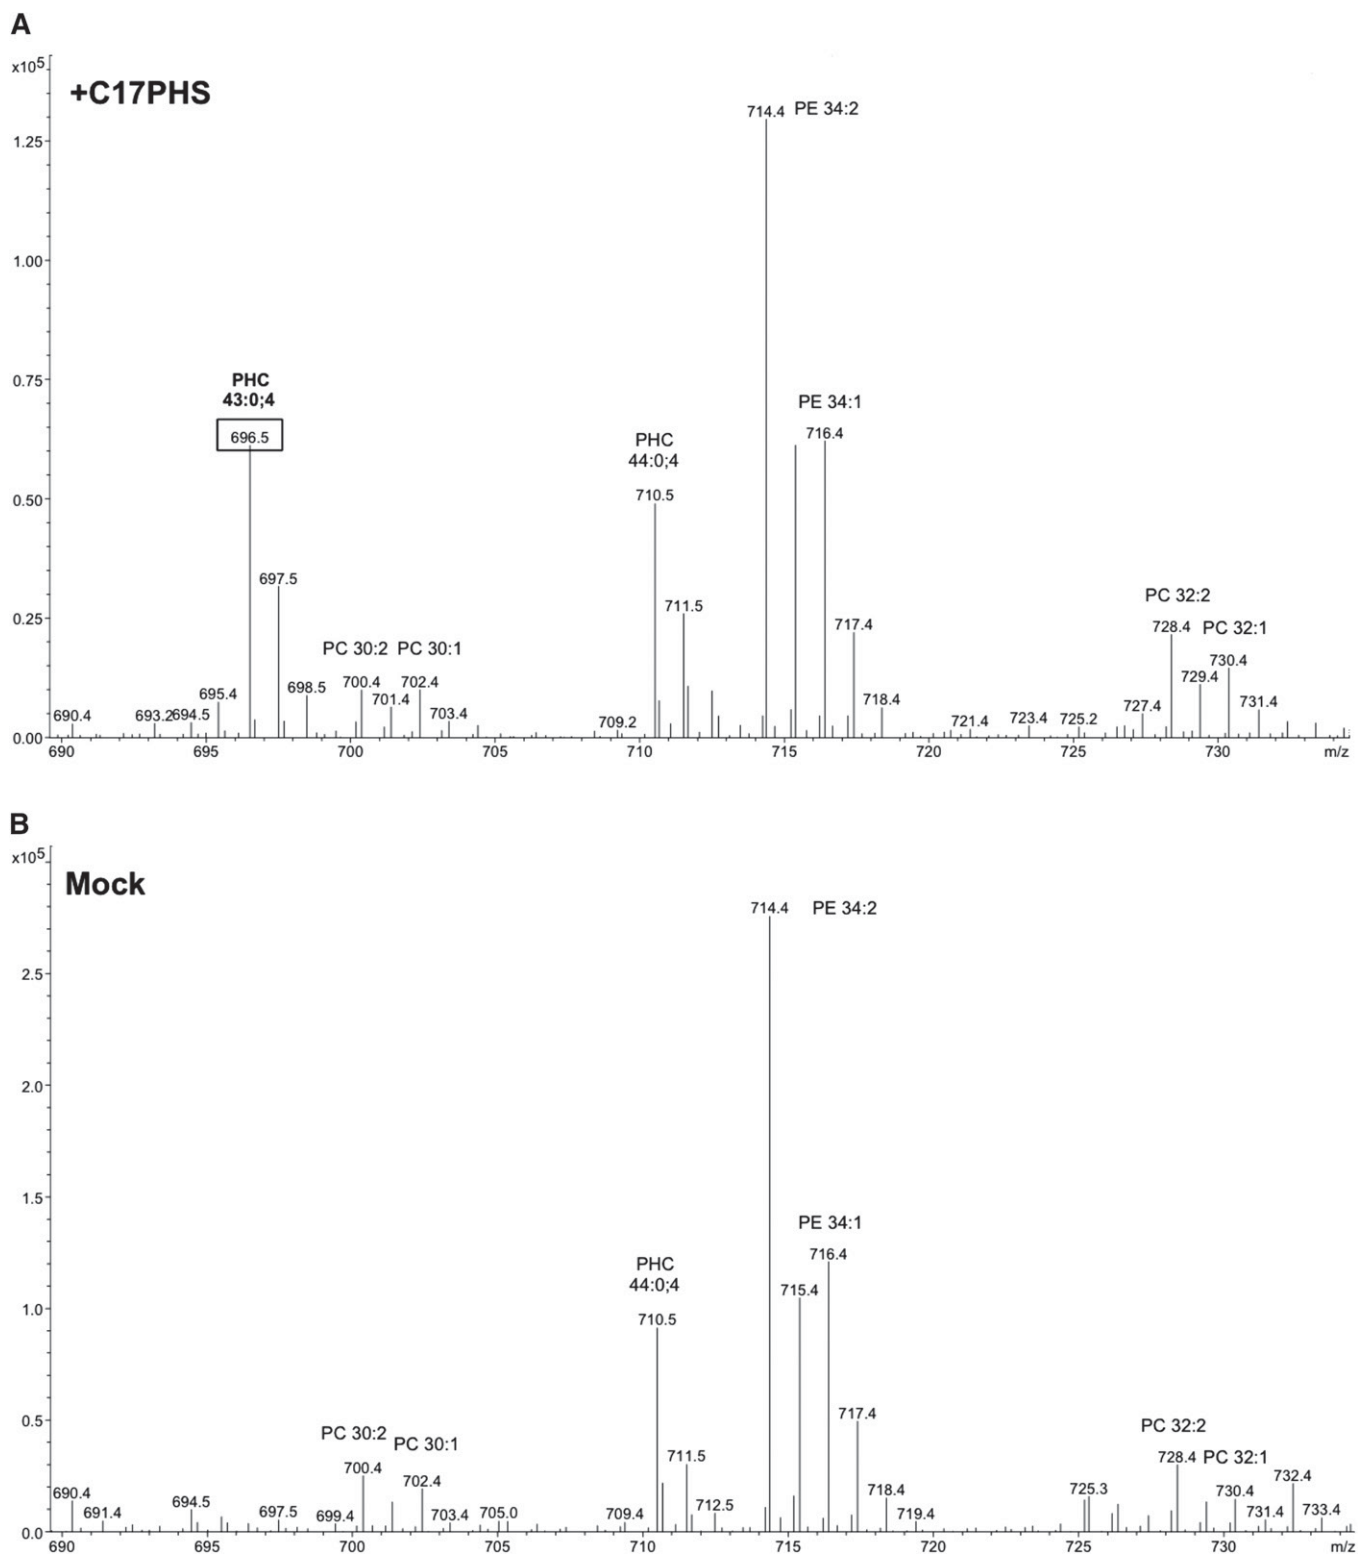 A
x10⁵
+C17PHS
714.4 PE 34:2
1.25
1.00
0.75
PHC
43:0;4
696.5
PE 34:1
716.4
PHC
44:0;4
710.5
0.50
697.5
711.5
0.25
717.4
PC 32:2
728.4 PC 32:1
730.4
729.4
PC 30:2 PC 30:1
700.4 702.4
701.4
703.4
698.5
695.4
690.4
693.2 694.5
709.2
718.4
721.4
723.4
725.2
727.4
731.4
0.00
690 695 700 705 710 715 720 725 730 m/z
B
x10⁵
Mock
714.4 PE 34:2
2.5
2.0
1.5
PE 34:1
716.4
715.4
PHC
44:0;4
710.5
1.0
717.4
0.5
PC 30:2
PC 30:1
700.4
702.4
711.5
PC 32:2
728.4 PC 32:1
730.4
732.4
690.4
691.4
694.5
697.5
699.4
703.4
705.0
709.4
712.5
718.4
719.4
725.3
731.4
733.4
0.0
690 695 700 705 710 715 720 725 730 m/z